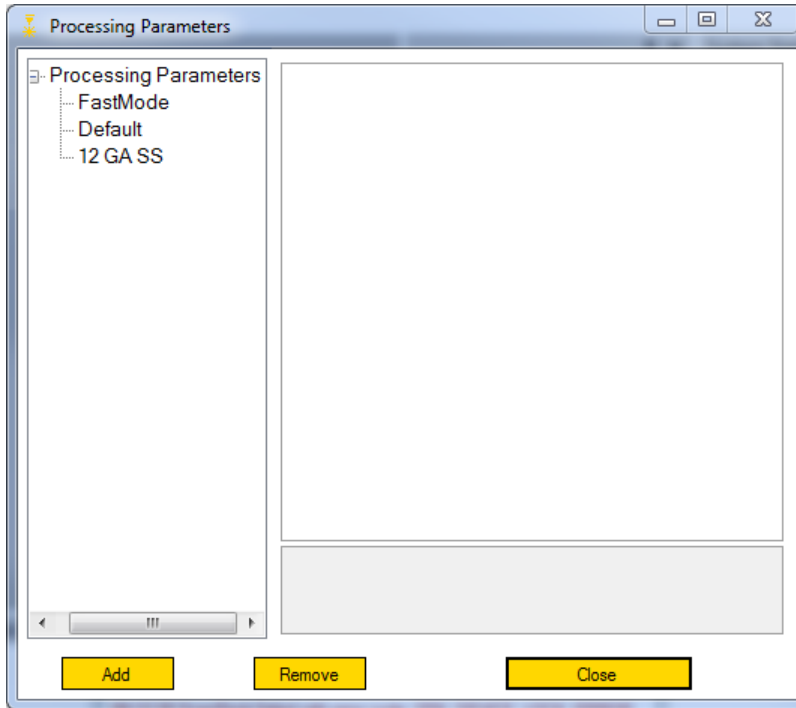 Processing Parameters
Processing Parameters
FastMode
Default
12 GA SS
Add
Remove
Close